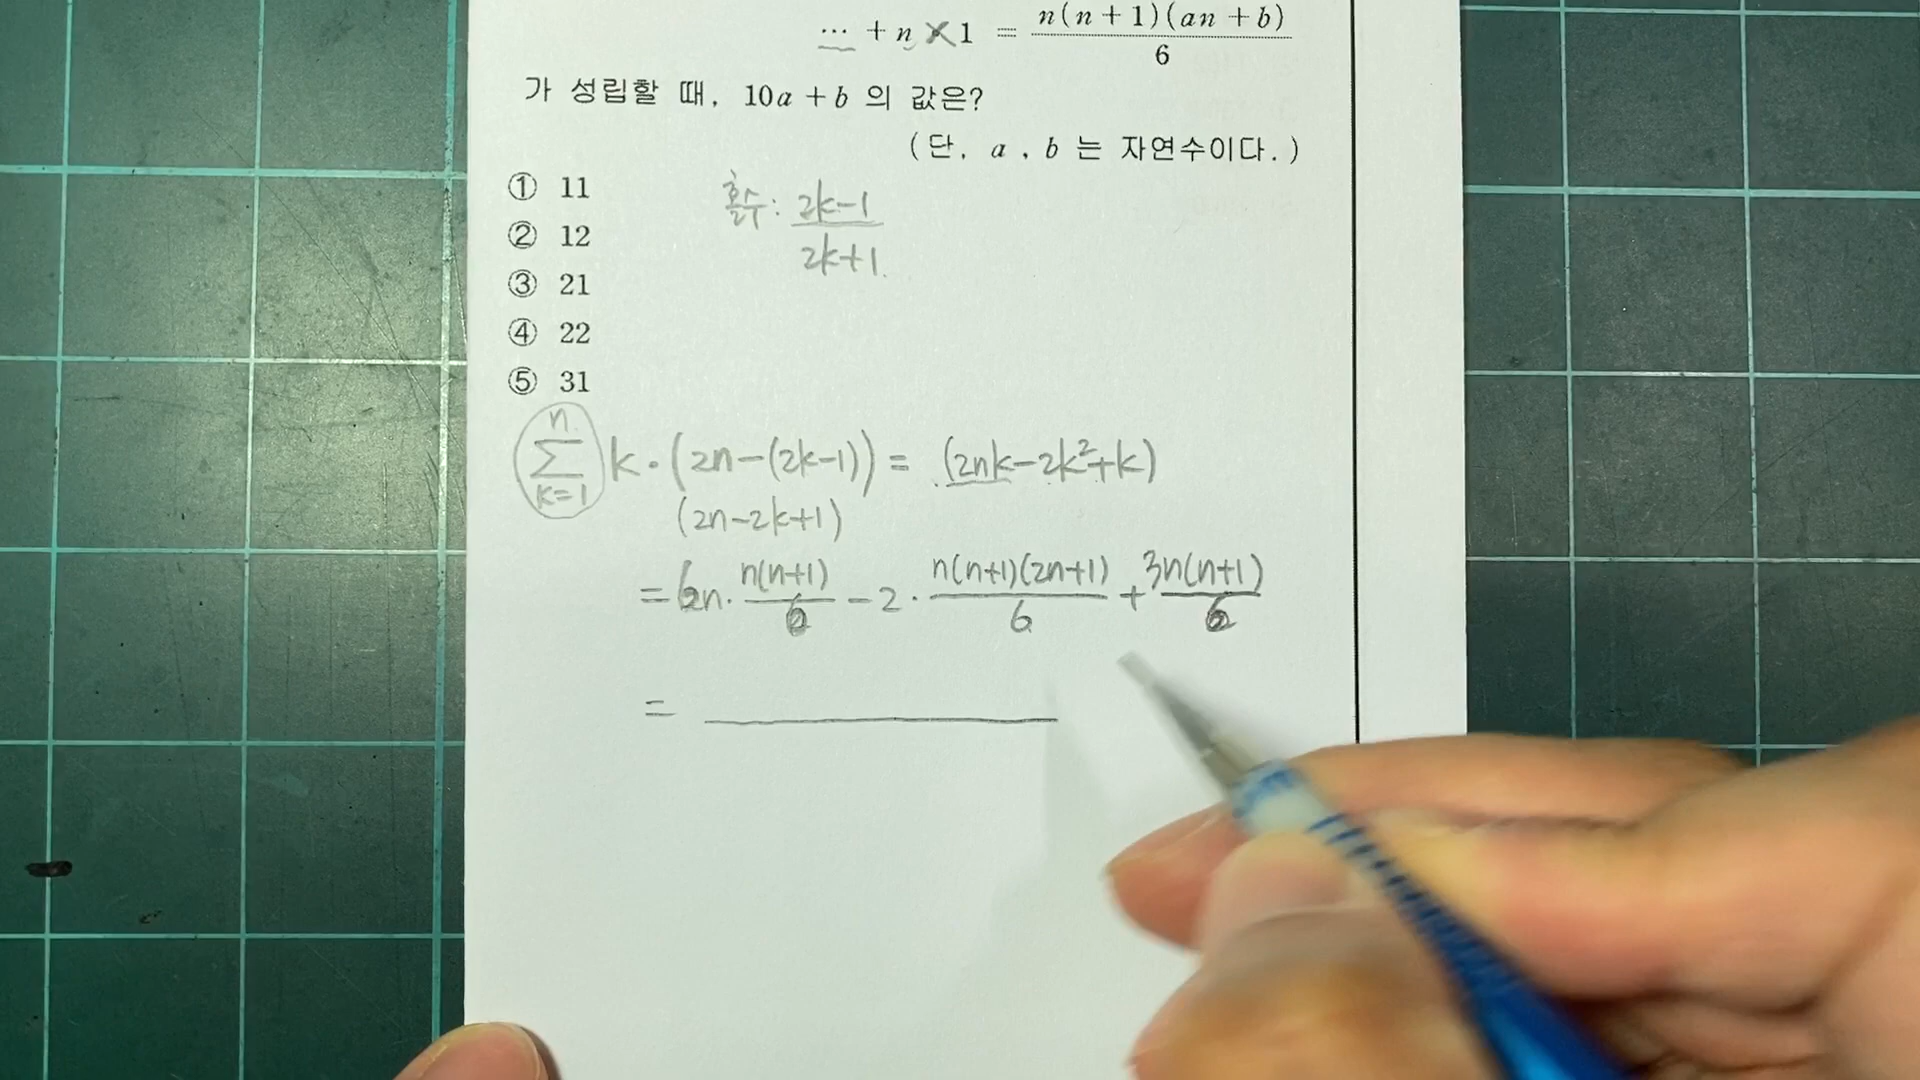 ⋯ + n × 1 = n(n+1)(an+b)/6
가 성립할 때, 10a + b 의 값은?
(단, a, b 는 자연수이다.)
① 11
② 12
③ 21
④ 22
⑤ 31
홀수: (2k-1)/(2k+1)
∑_{k=1}^{n} k·(2n-(2k-1)) = (2nk-2k²+k)
(2n-2k+1)
= 6n·n(n+1)/6 - 2·n(n+1)(2n+1)/6 + 3n(n+1)/6
=